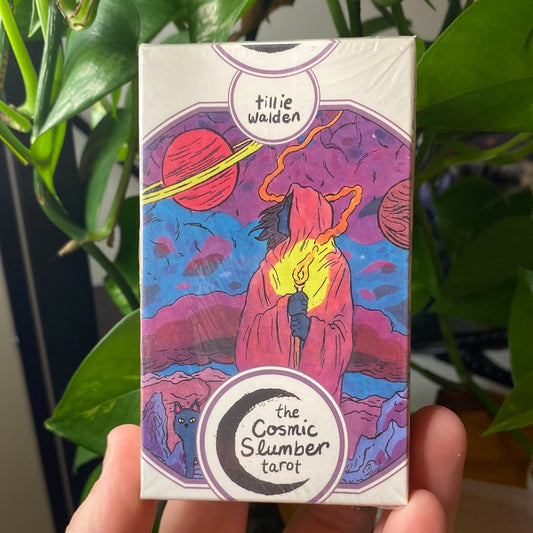 tillie
walden
the
Cosmic
Slumber
tarot